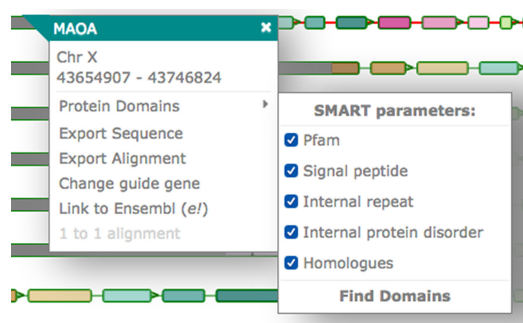 MAOA
Chr X
43654907 - 43746824
Protein Domains
Export Sequence
Export Alignment
Change guide gene
Link to Ensembl (e!)
1 to 1 alignment
SMART parameters:
Pfam
Signal peptide
Internal repeat
Internal protein disorder
Homologues
Find Domains